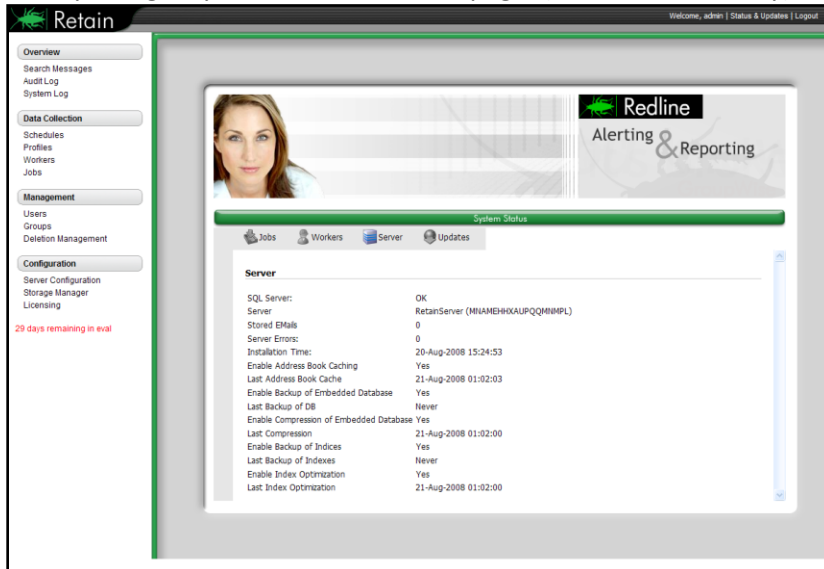 Retain
Welcome, admin | Status & Updates | Logout
Overview
Search Messages
Audit Log
System Log
Data Collection
Schedules
Profiles
Workers
Jobs
Management
Users
Groups
Deletion Management
Configuration
Server Configuration
Storage Manager
Licensing
29 days remaining in eval
Redline
Alerting & Reporting
System Status
Jobs Workers Server Updates
Server
SQL Server: OK
Server RetainServer (MNAMEHHXAUPQQMNMPL)
Stored EMails 0
Server Errors: 0
Installation Time: 20-Aug-2008 15:24:53
Enable Address Book Caching Yes
Last Address Book Cache 21-Aug-2008 01:02:03
Enable Backup of Embedded Database Yes
Last Backup of DB Never
Enable Compression of Embedded Database Yes
Last Compression 21-Aug-2008 01:02:00
Enable Backup of Indices Yes
Last Backup of Indexes Never
Enable Index Optimization Yes
Last Index Optimization 21-Aug-2008 01:02:00